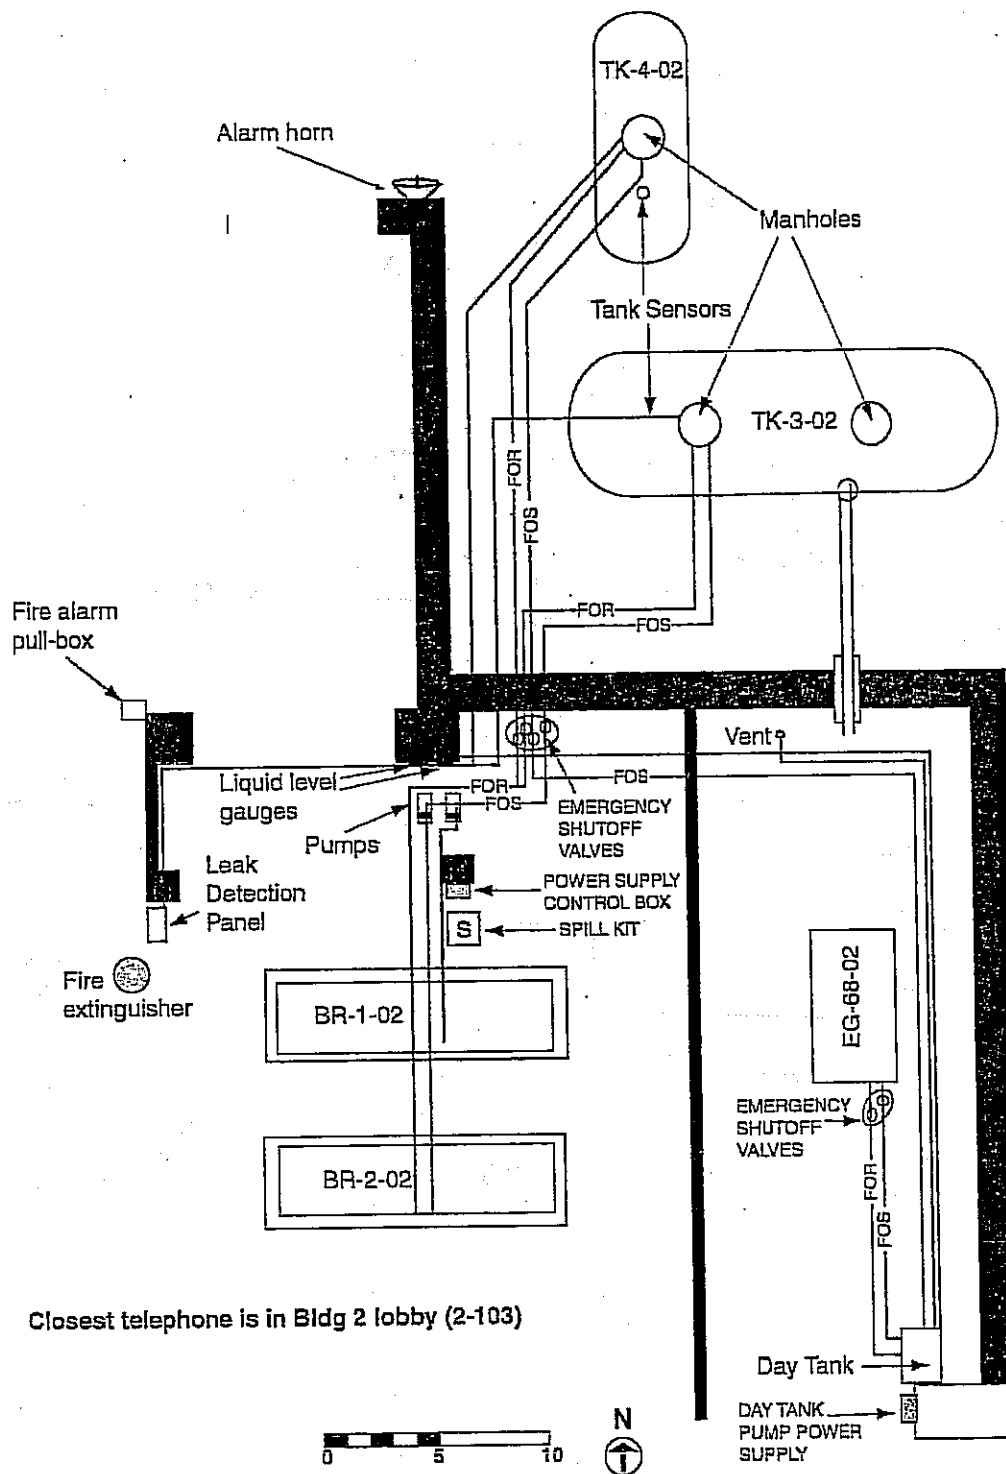 TK-4-02
Alarm horn
Manholes
Tank Sensors
TK-3-02
FOR
FOS
FOR
FOS
Fire alarm
pull-box
Vent
Liquid level
gauges
FOR
FOS
FOS
Pumps
EMERGENCY
SHUTOFF
VALVES
Leak
Detection
Panel
POWER SUPPLY
CONTROL BOX
S
SPILL KIT
Fire
extinguisher
BR-1-02
EG-68-02
EMERGENCY
SHUTOFF
VALVES
BR-2-02
FOR
FOS
Closest telephone is in Bldg 2 lobby (2-103)
Day Tank
DAY TANK
PUMP POWER
SUPPLY
N
0 5 10